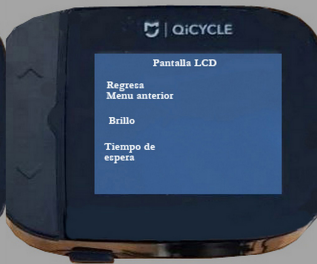 QiCYCLE
Pantalla LCD
Regresa
Menu anterior
Brillo
Tiempo de
espera